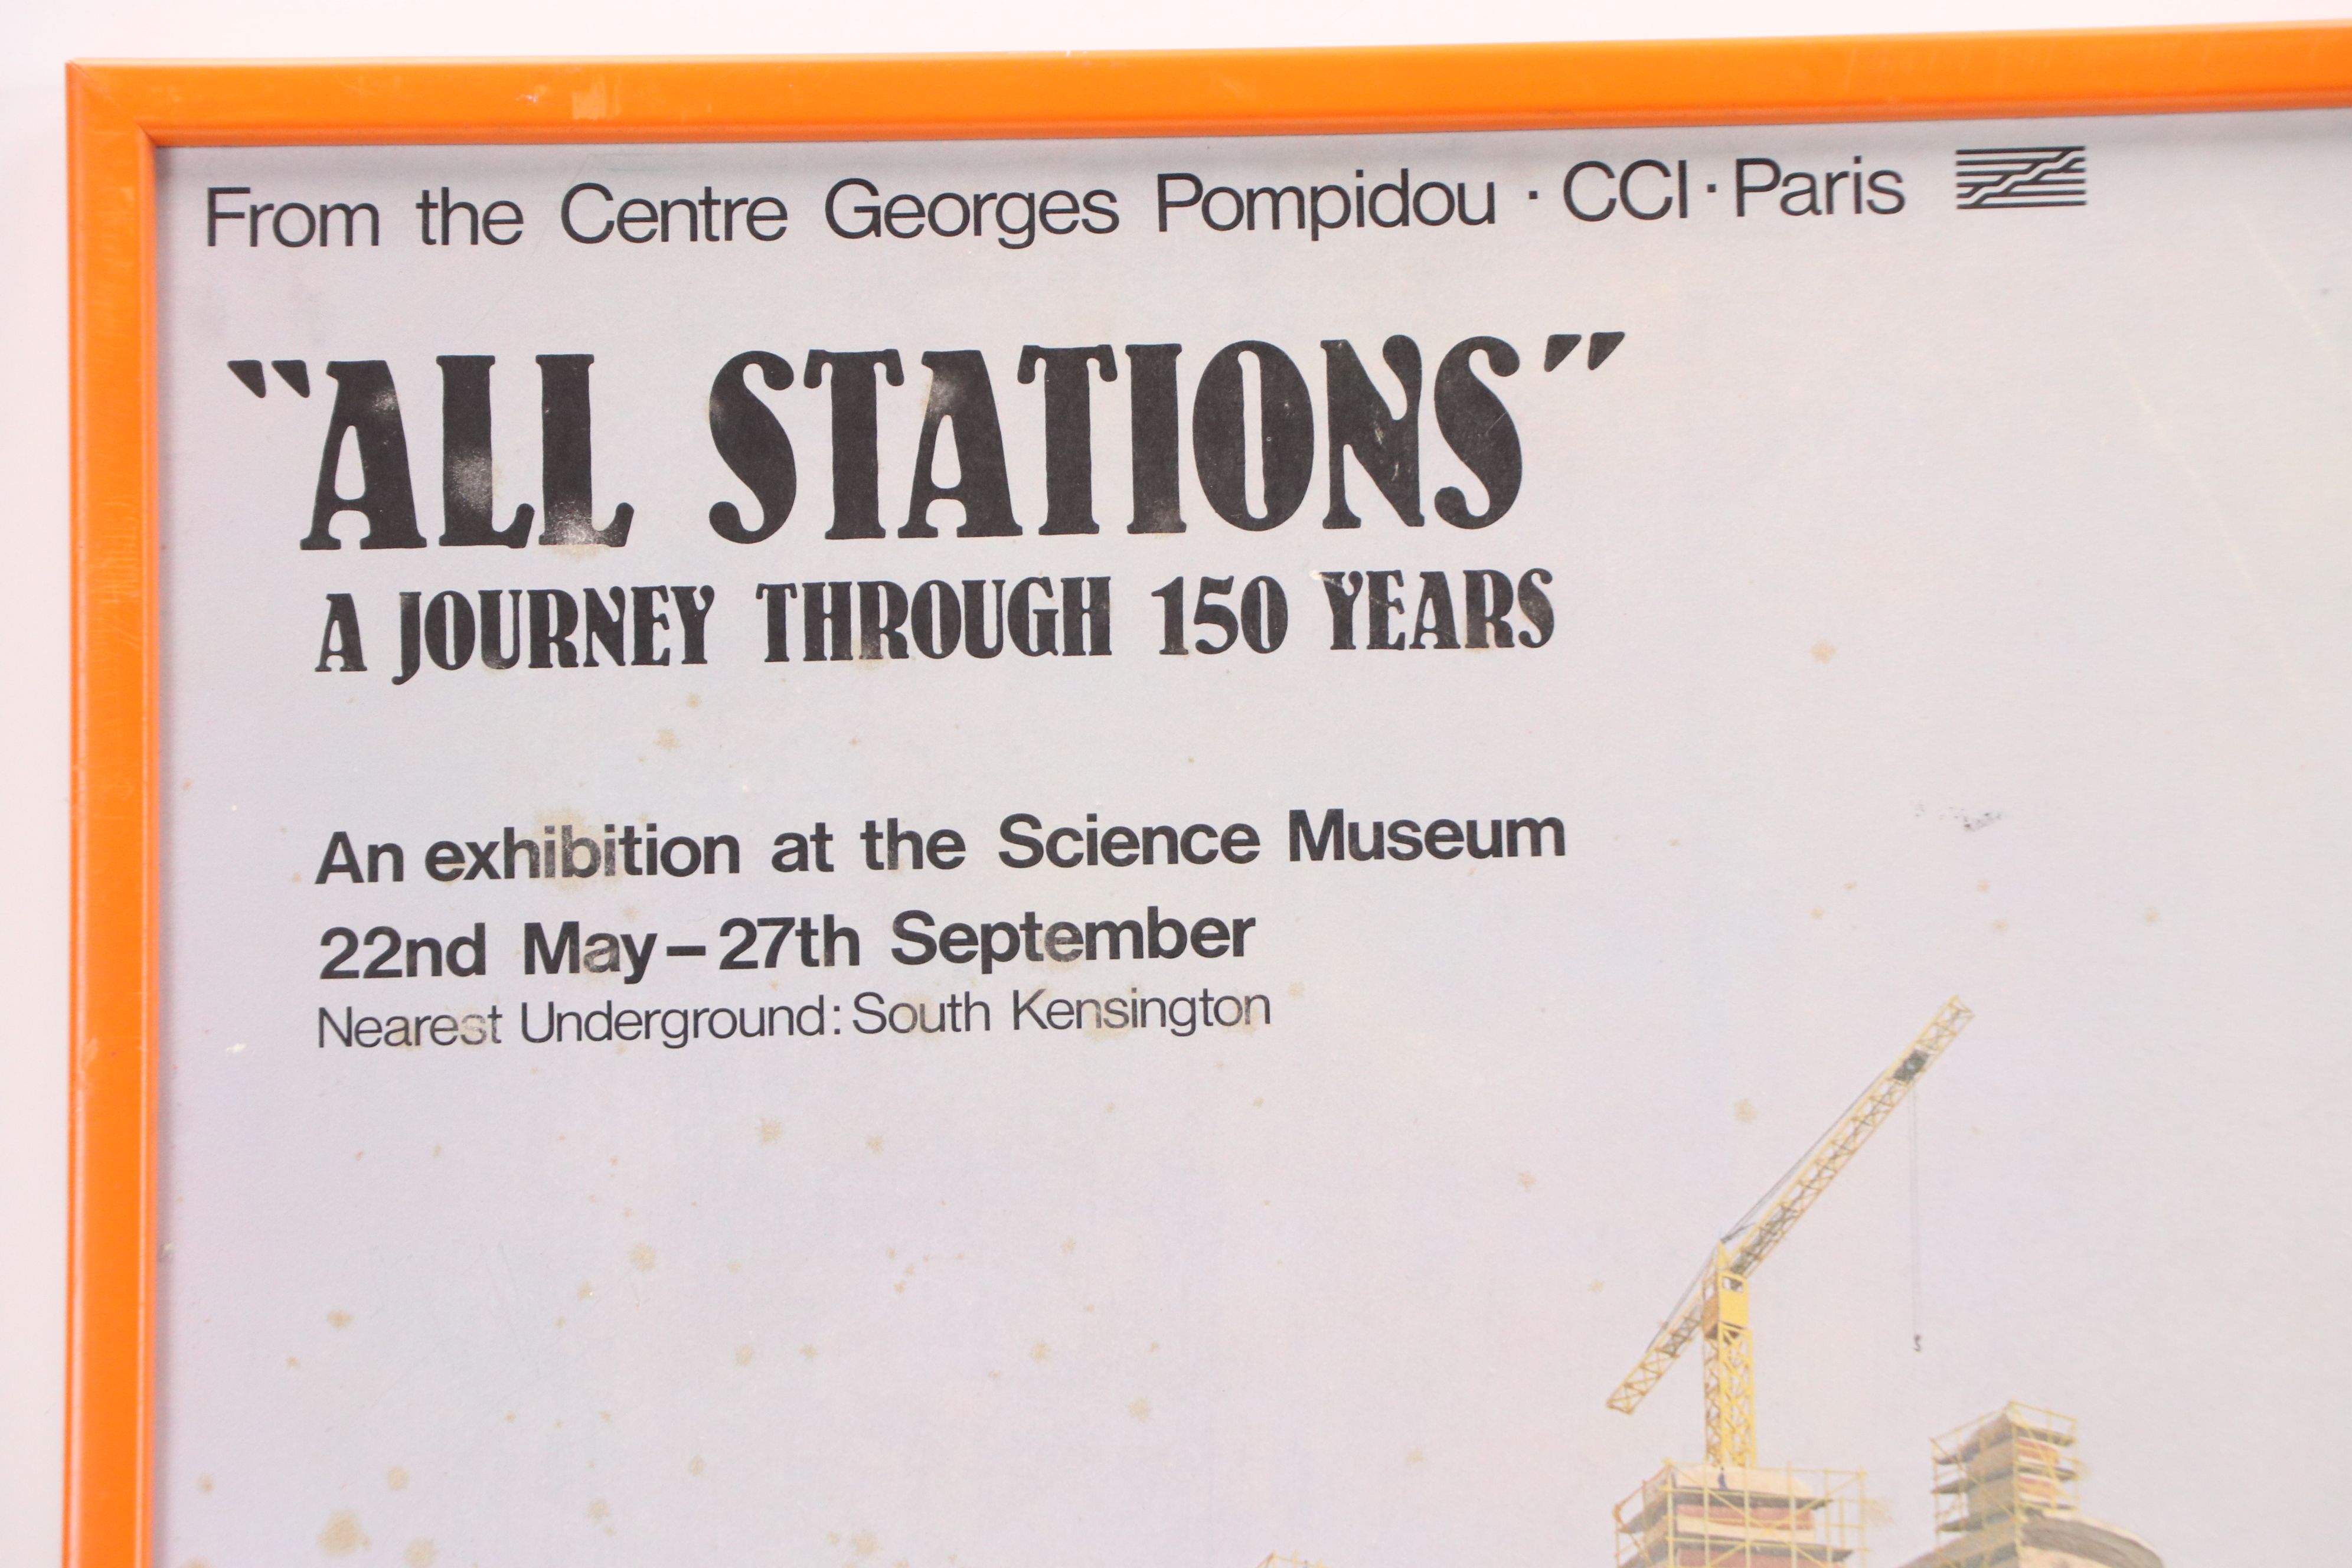 From the Centre Georges Pompidou · CCI · Paris
"ALL STATIONS"
A JOURNEY THROUGH 150 YEARS
An exhibition at the Science Museum
22nd May – 27th September
Nearest Underground: South Kensington